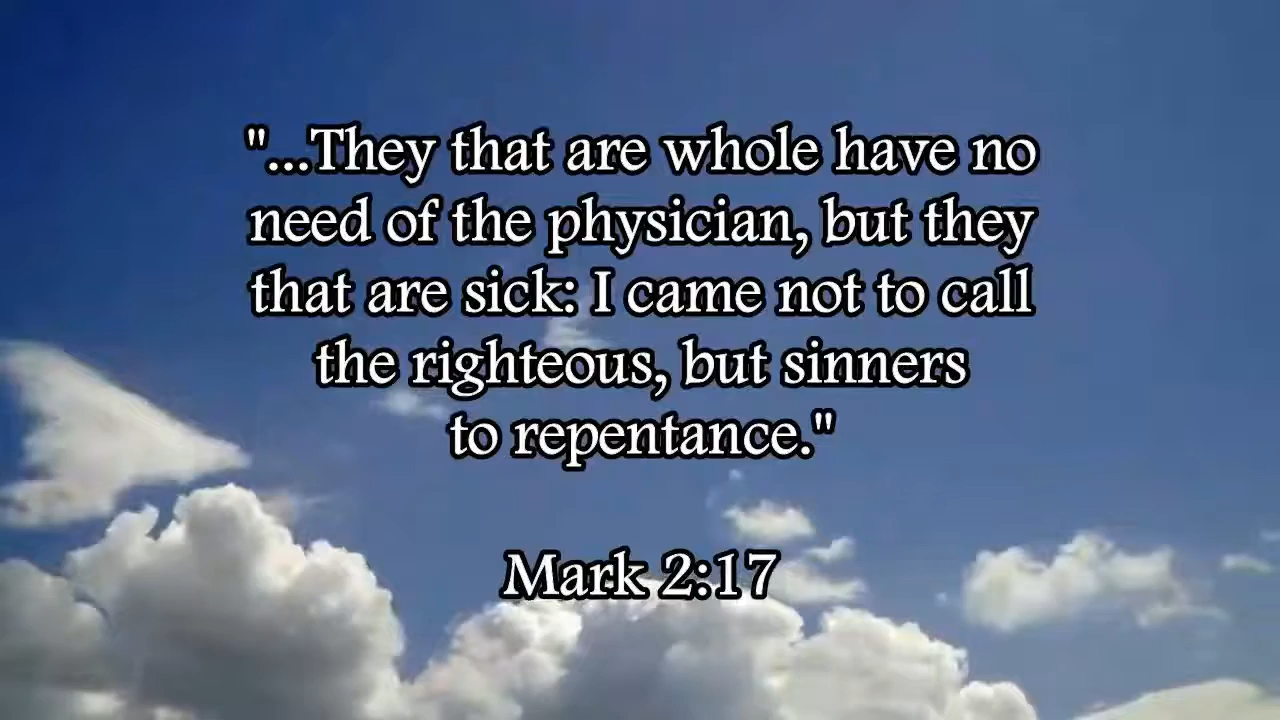 "...They that are whole have no
need of the physician, but they
that are sick: I came not to call
the righteous, but sinners
to repentance."
Mark 2:17